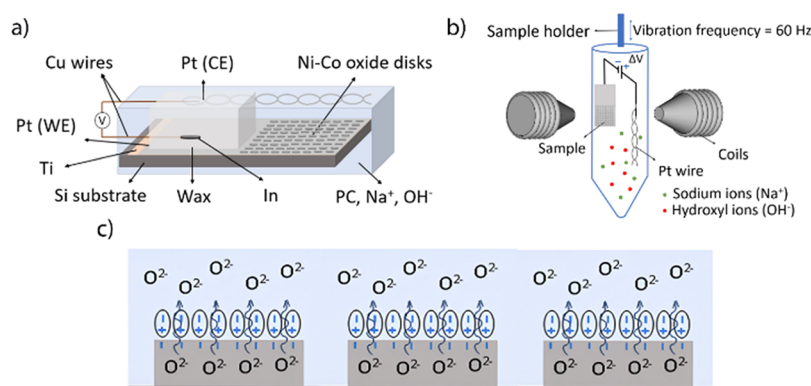 a)
Cu wires
Pt (CE)
Ni-Co oxide disks
V
Pt (WE)
Ti
Si substrate
Wax
In
PC, Na⁺, OH⁻
b)
Sample holder
Vibration frequency = 60 Hz
ΔV
- +
Sample
Coils
Pt wire
Sodium ions (Na⁺)
Hydroxyl ions (OH⁻)
c)
O²⁻ O²⁻ O²⁻ O²⁻ O²⁻ O²⁻ O²⁻ O²⁻ O²⁻ O²⁻ O²⁻ O²⁻
O²⁻ O²⁻ O²⁻ O²⁻ O²⁻ O²⁻ O²⁻ O²⁻ O²⁻ O²⁻ O²⁻ O²⁻